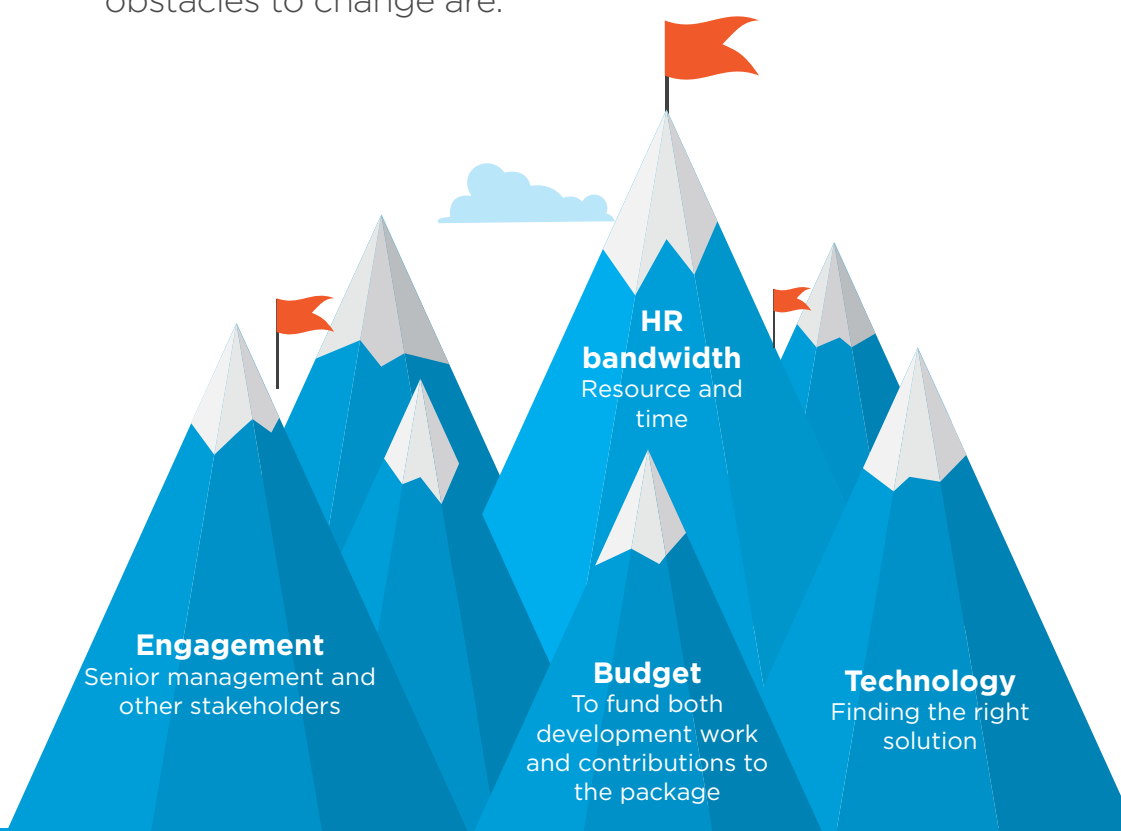 obstacles to change are:
HR
bandwidth
Resource and
time
Engagement
Senior management and
other stakeholders
Budget
To fund both
development work
and contributions to
the package
Technology
Finding the right
solution